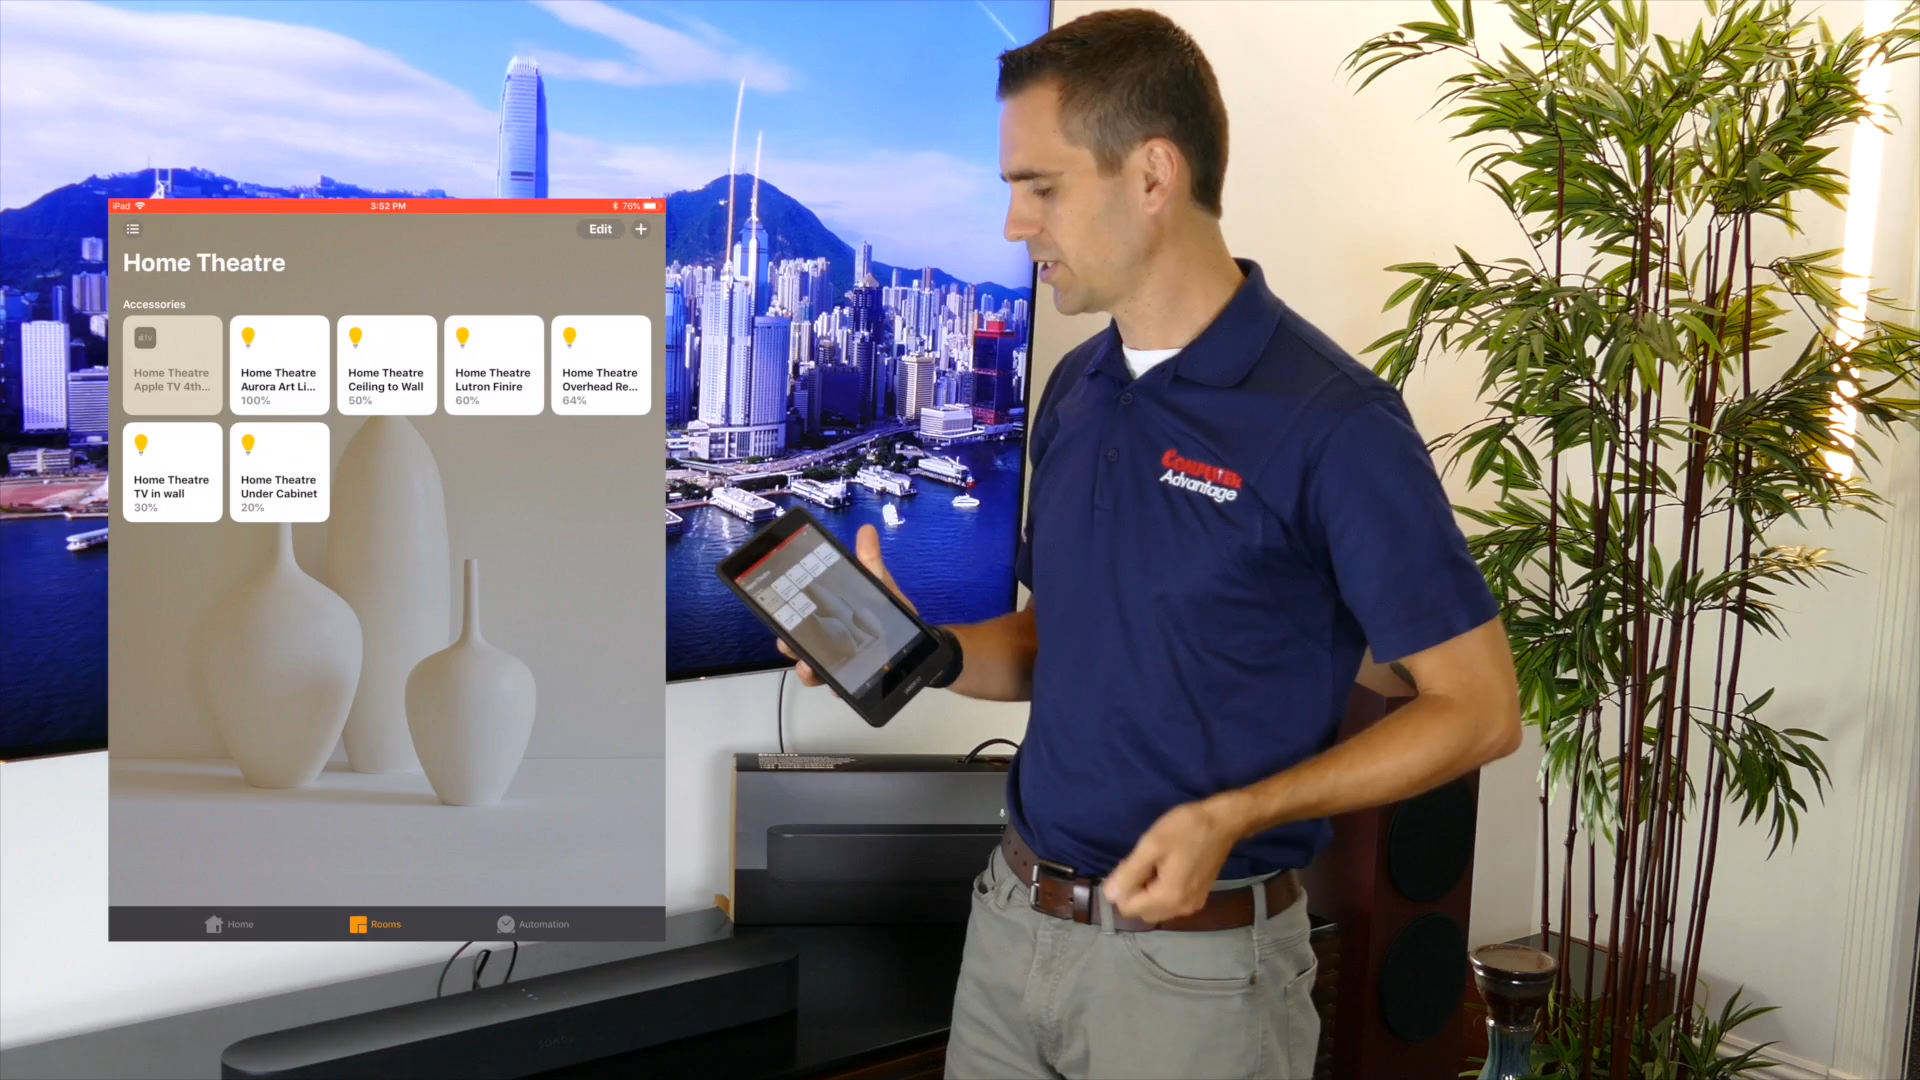 iPad
3:52 PM
76%
Edit
Home Theatre
Accessories
tv
Home Theatre
Apple TV 4th...
Home Theatre
Aurora Art Li...
100%
Home Theatre
Ceiling to Wall
50%
Home Theatre
Lutron Finire
60%
Home Theatre
Overhead Re...
64%
Home Theatre
TV in wall
30%
Home Theatre
Under Cabinet
20%
Home
Rooms
Automation
COMPUTER
Advantage
SONOS